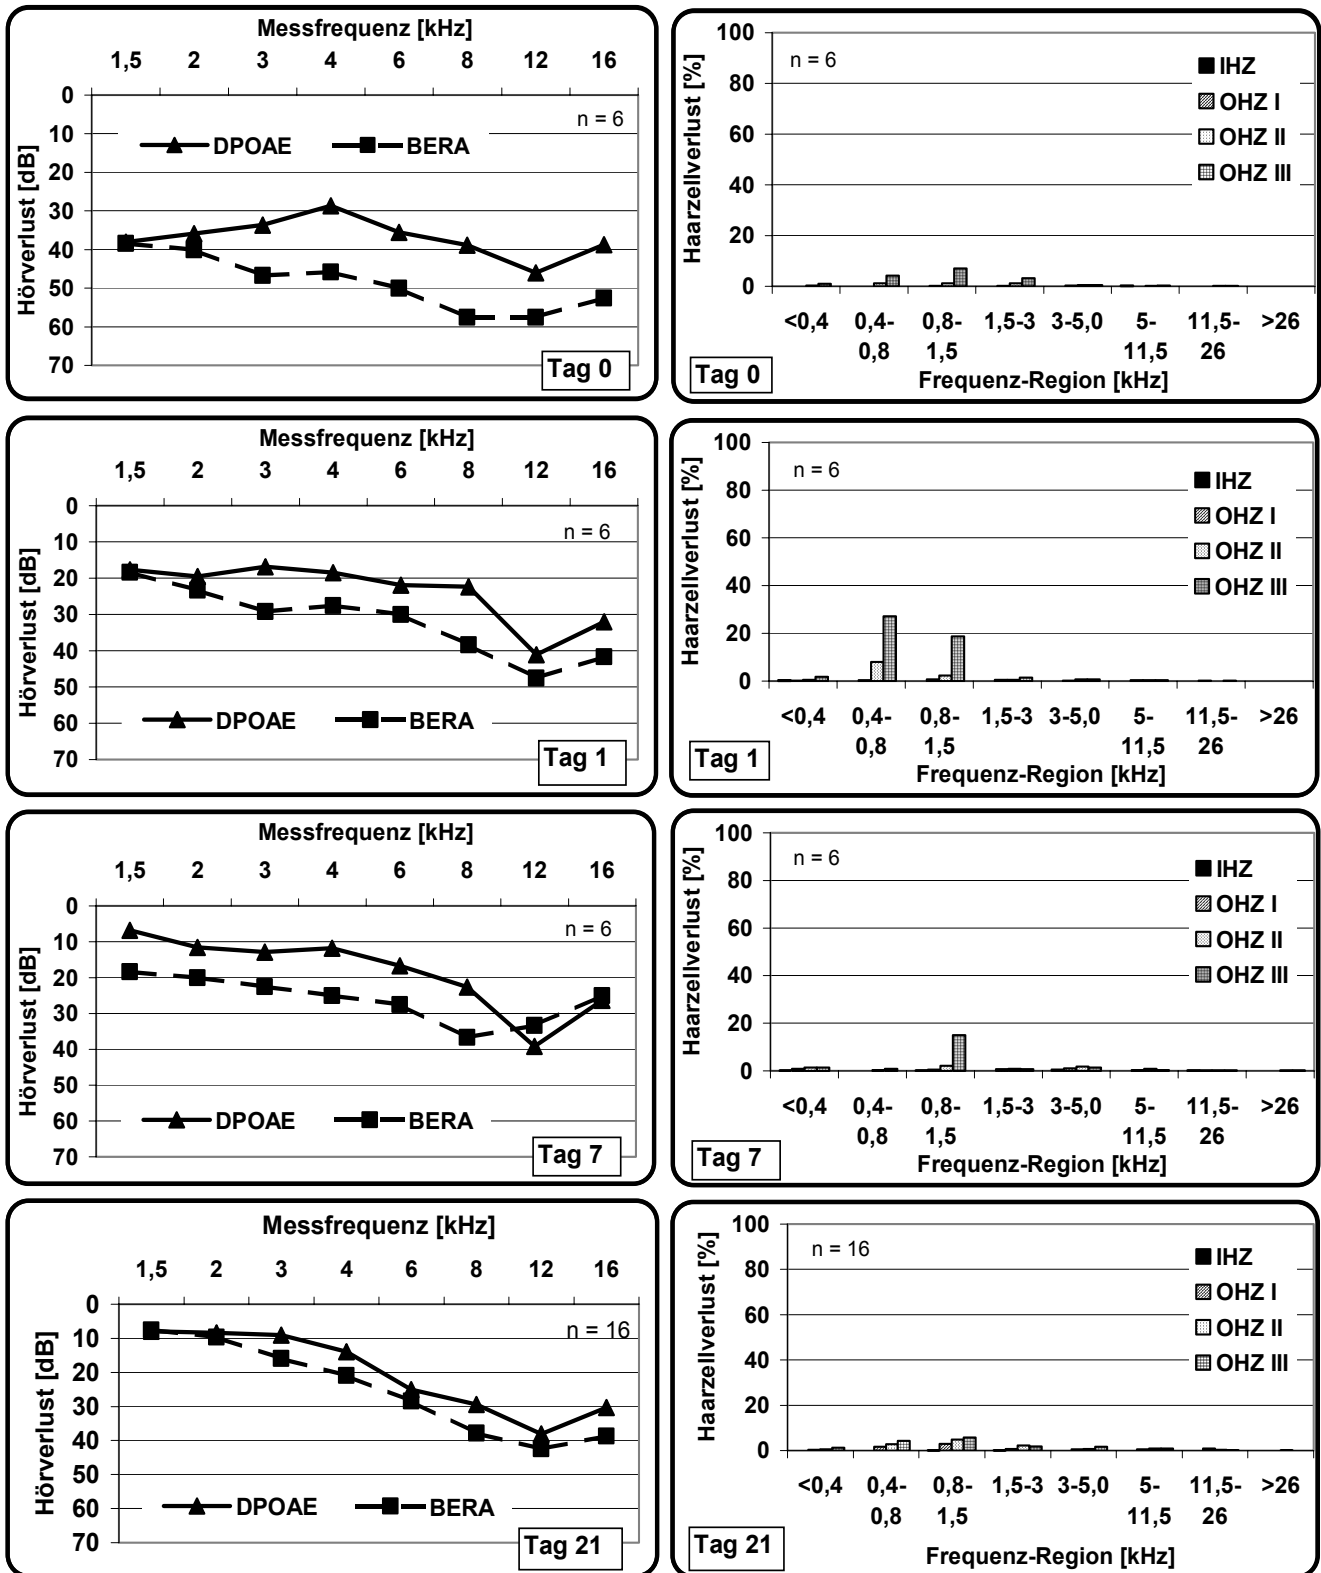 Messfrequenz [kHz]
1,5 2 3 4 6 8 12 16
Hörverlust [dB]
0
10
20
30
40
50
60
70
n = 6
DPOAE BERA
Tag 0
Haarzellverlust [%]
100
80
60
40
20
0
n = 6
IHZ
OHZ I
OHZ II
OHZ III
<0,4 0,4-0,8 0,8-1,5 1,5-3 3-5,0 5-11,5 11,5-26 >26
Frequenz-Region [kHz]
Tag 0
Messfrequenz [kHz]
1,5 2 3 4 6 8 12 16
Hörverlust [dB]
0
10
20
30
40
50
60
70
n = 6
DPOAE BERA
Tag 1
Haarzellverlust [%]
100
80
60
40
20
0
n = 6
IHZ
OHZ I
OHZ II
OHZ III
<0,4 0,4-0,8 0,8-1,5 1,5-3 3-5,0 5-11,5 11,5-26 >26
Frequenz-Region [kHz]
Tag 1
Messfrequenz [kHz]
1,5 2 3 4 6 8 12 16
Hörverlust [dB]
0
10
20
30
40
50
60
70
n = 6
DPOAE BERA
Tag 7
Haarzellverlust [%]
100
80
60
40
20
0
n = 6
IHZ
OHZ I
OHZ II
OHZ III
<0,4 0,4-0,8 0,8-1,5 1,5-3 3-5,0 5-11,5 11,5-26 >26
Frequenz-Region [kHz]
Tag 7
Messfrequenz [kHz]
1,5 2 3 4 6 8 12 16
Hörverlust [dB]
0
10
20
30
40
50
60
70
n = 16
DPOAE BERA
Tag 21
Haarzellverlust [%]
100
80
60
40
20
0
n = 16
IHZ
OHZ I
OHZ II
OHZ III
<0,4 0,4-0,8 0,8-1,5 1,5-3 3-5,0 5-11,5 11,5-26 >26
Frequenz-Region [kHz]
Tag 21